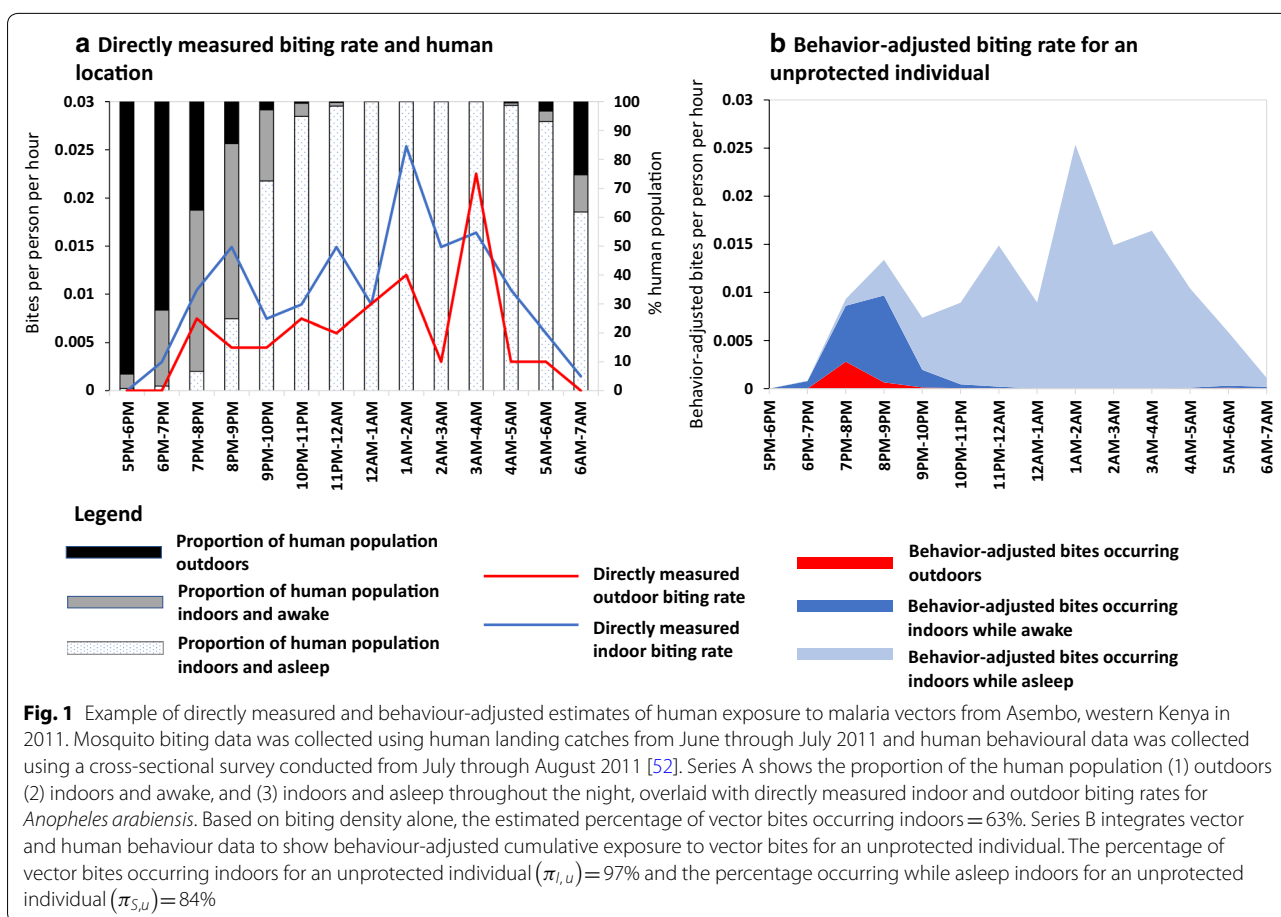 a Directly measured biting rate and human
location
0.03
0.025
0.02
0.015
0.01
0.005
0
Bites per person per hour
100
90
80
70
60
50
40
30
20
10
0
% human population
5PM-6PM
6PM-7PM
7PM-8PM
8PM-9PM
9PM-10PM
10PM-11PM
11PM-12AM
12AM-1AM
1AM-2AM
2AM-3AM
3AM-4AM
4AM-5AM
5AM-6AM
6AM-7AM
b Behavior-adjusted biting rate for an
unprotected individual
0.03
0.025
0.02
0.015
0.01
0.005
0
Behavior-adjusted bites per person per hour
5PM-6PM
6PM-7PM
7PM-8PM
8PM-9PM
9PM-10PM
10PM-11PM
11PM-12AM
12AM-1AM
1AM-2AM
2AM-3AM
3AM-4AM
4AM-5AM
5AM-6AM
6AM-7AM
Legend
Proportion of human population
outdoors
Proportion of human population
indoors and awake
Proportion of human population
indoors and asleep
Directly measured
outdoor biting rate
Directly measured
indoor biting rate
Behavior-adjusted bites occurring
outdoors
Behavior-adjusted bites occurring
indoors while awake
Behavior-adjusted bites occurring
indoors while asleep
Fig. 1 Example of directly measured and behaviour-adjusted estimates of human exposure to malaria vectors from Asembo, western Kenya in
2011. Mosquito biting data was collected using human landing catches from June through July 2011 and human behavioural data was collected
using a cross-sectional survey conducted from July through August 2011 [52]. Series A shows the proportion of the human population (1) outdoors
(2) indoors and awake, and (3) indoors and asleep throughout the night, overlaid with directly measured indoor and outdoor biting rates for
Anopheles arabiensis. Based on biting density alone, the estimated percentage of vector bites occurring indoors = 63%. Series B integrates vector
and human behaviour data to show behaviour-adjusted cumulative exposure to vector bites for an unprotected individual. The percentage of
vector bites occurring indoors for an unprotected individual (π_{I,u}) = 97% and the percentage occurring while asleep indoors for an unprotected
individual (π_{S,u}) = 84%